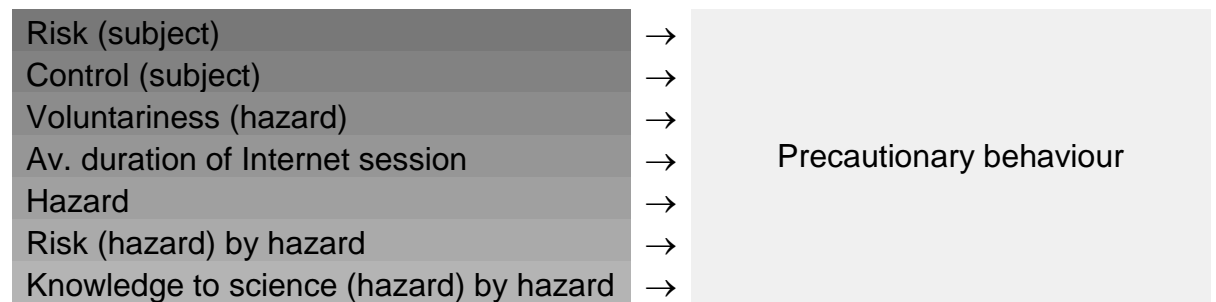 Risk (subject) →
Control (subject) →
Voluntariness (hazard) →
Av. duration of Internet session → Precautionary behaviour
Hazard →
Risk (hazard) by hazard →
Knowledge to science (hazard) by hazard →